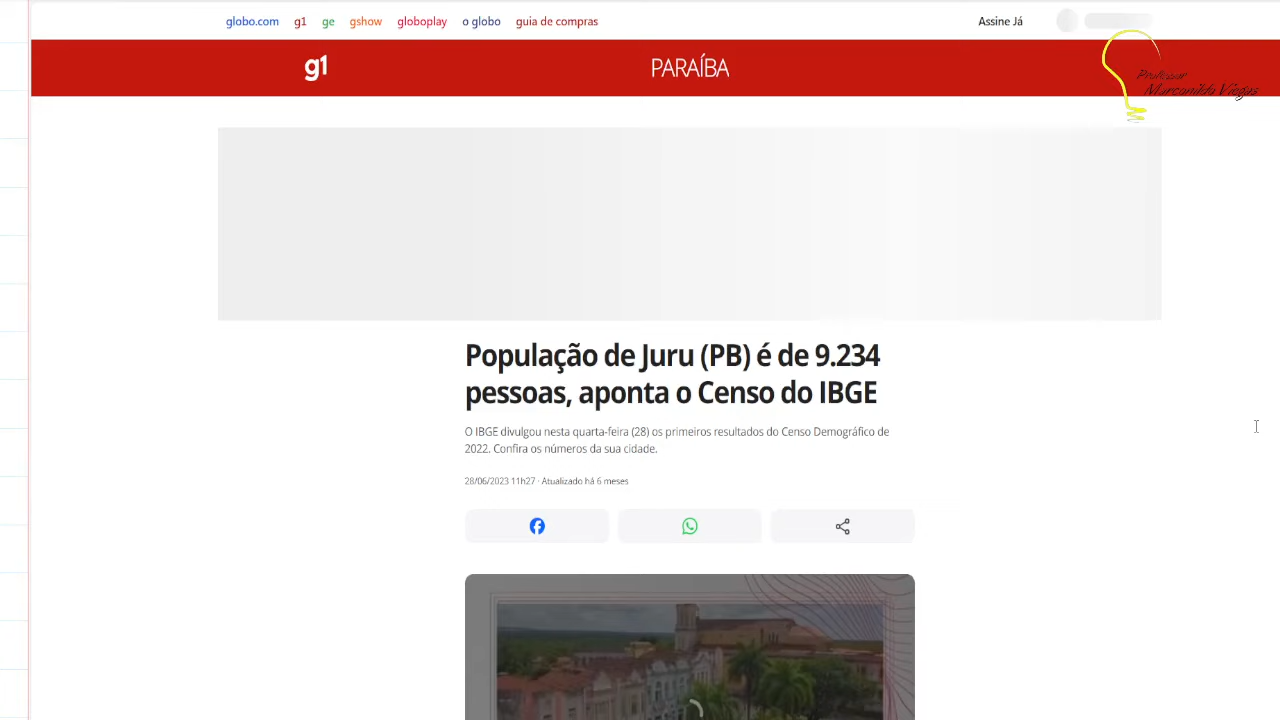 globo.com g1 ge gshow globoplay o globo guia de compras Assine Já
g1 PARAÍBA
Professor
Marconildo Viegas
População de Juru (PB) é de 9.234
pessoas, aponta o Censo do IBGE
O IBGE divulgou nesta quarta-feira (28) os primeiros resultados do Censo Demográfico de
2022. Confira os números da sua cidade.
28/06/2023 11h27 · Atualizado há 6 meses